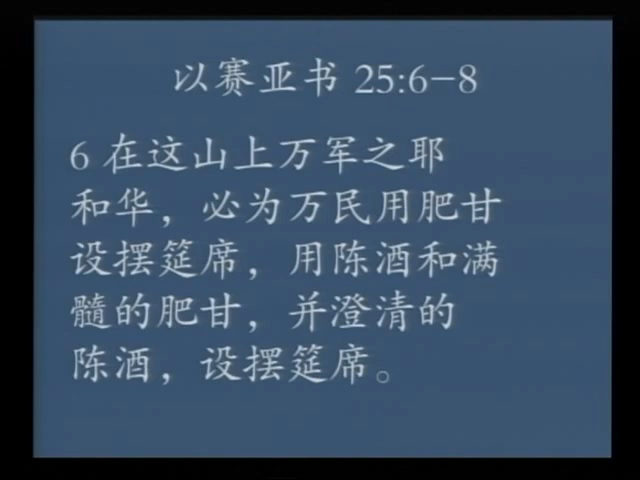 以赛亚书 25:6-8
6 在这山上万军之耶
和华，必为万民用肥甘
设摆筵席，用陈酒和满
髓的肥甘，并澄清的
陈酒，设摆筵席。